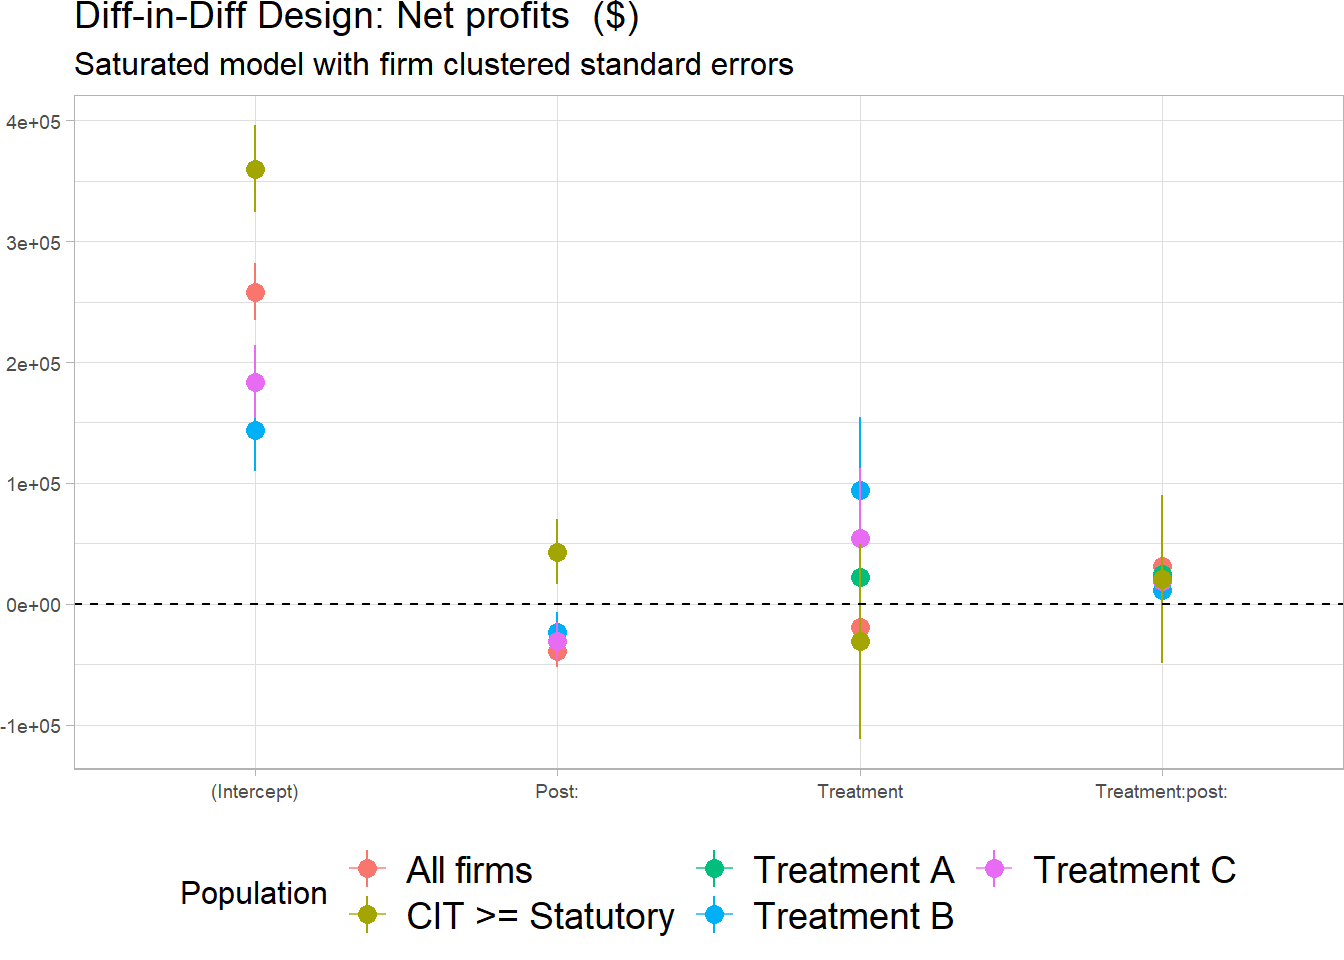 Diff-in-Diff Design: Net profits  ($)
Saturated model with firm clustered standard errors
4e+05
3e+05
2e+05
1e+05
0e+00
-1e+05
(Intercept) Post: Treatment Treatment:post:
Population
All firms Treatment A Treatment C
CIT >= Statutory Treatment B